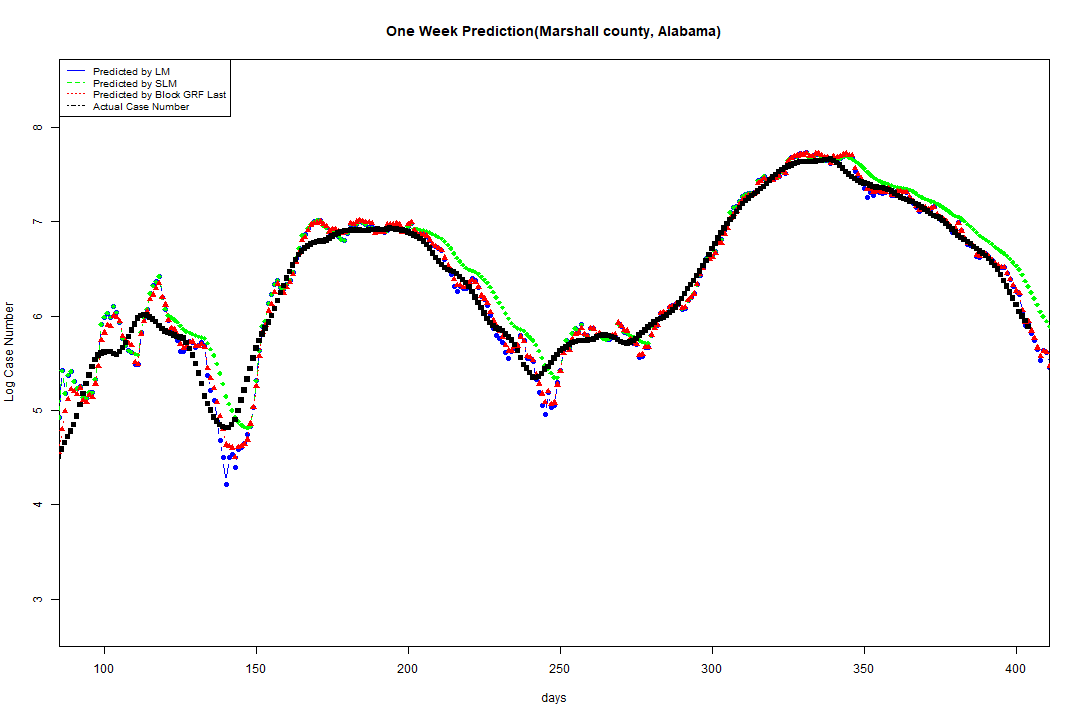 One Week Prediction(Marshall county, Alabama)
Predicted by LM
Predicted by SLM
Predicted by Block GRF Last
Actual Case Number
8
7
6
5
4
3
Log Case Number
100 150 200 250 300 350 400
days